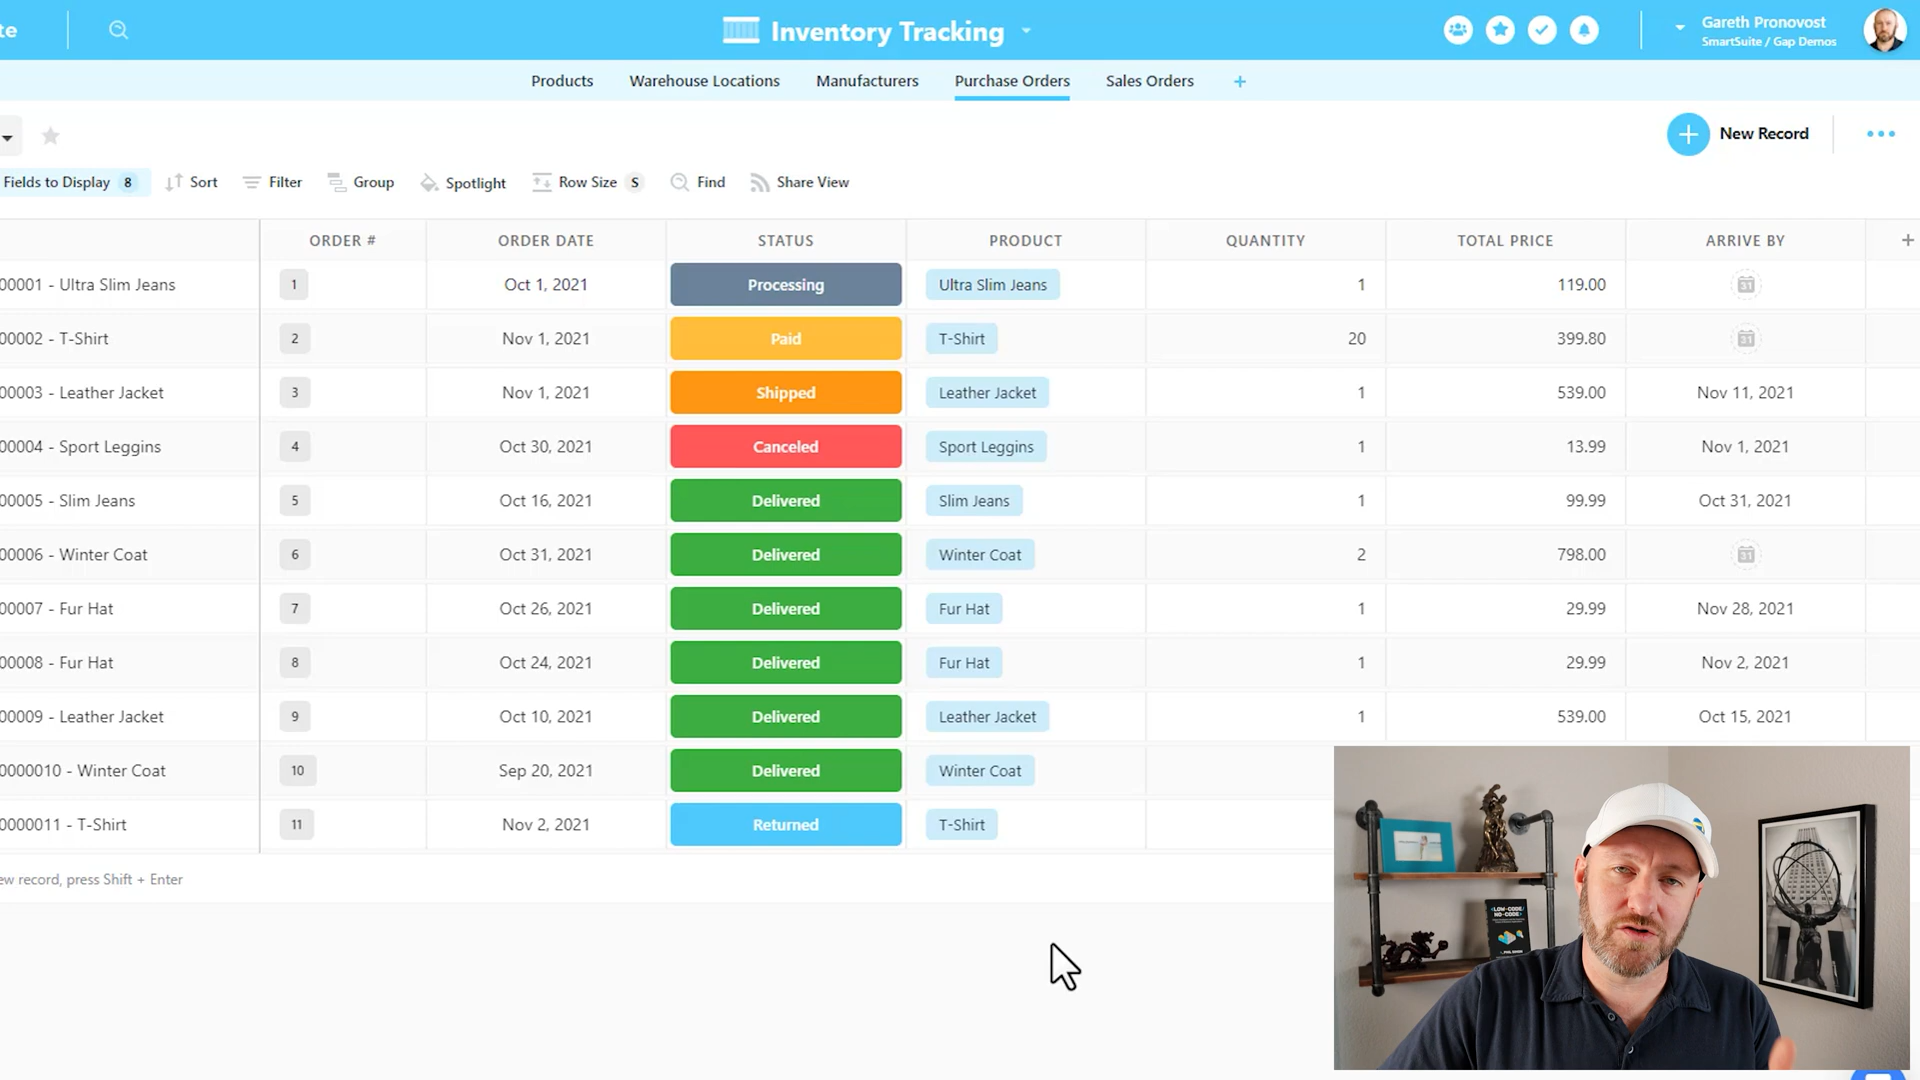 te
Inventory Tracking
Gareth Pronovost
SmartSuite / Gap Demos
Products Warehouse Locations Manufacturers Purchase Orders Sales Orders +
New Record
Fields to Display 8 Sort Filter Group Spotlight Row Size S Find Share View
ORDER # ORDER DATE STATUS PRODUCT QUANTITY TOTAL PRICE ARRIVE BY +
00001 - Ultra Slim Jeans 1 Oct 1, 2021 Processing Ultra Slim Jeans 1 119.00 31
00002 - T-Shirt 2 Nov 1, 2021 Paid T-Shirt 20 399.80 31
00003 - Leather Jacket 3 Nov 1, 2021 Shipped Leather Jacket 1 539.00 Nov 11, 2021
00004 - Sport Leggins 4 Oct 30, 2021 Canceled Sport Leggins 1 13.99 Nov 1, 2021
00005 - Slim Jeans 5 Oct 16, 2021 Delivered Slim Jeans 1 99.99 Oct 31, 2021
00006 - Winter Coat 6 Oct 31, 2021 Delivered Winter Coat 2 798.00 31
00007 - Fur Hat 7 Oct 26, 2021 Delivered Fur Hat 1 29.99 Nov 28, 2021
00008 - Fur Hat 8 Oct 24, 2021 Delivered Fur Hat 1 29.99 Nov 2, 2021
00009 - Leather Jacket 9 Oct 10, 2021 Delivered Leather Jacket 1 539.00 Oct 15, 2021
0000010 - Winter Coat 10 Sep 20, 2021 Delivered Winter Coat
0000011 - T-Shirt 11 Nov 2, 2021 Returned T-Shirt
ew record, press Shift + Enter
LOW-CODE/
NO-CODE